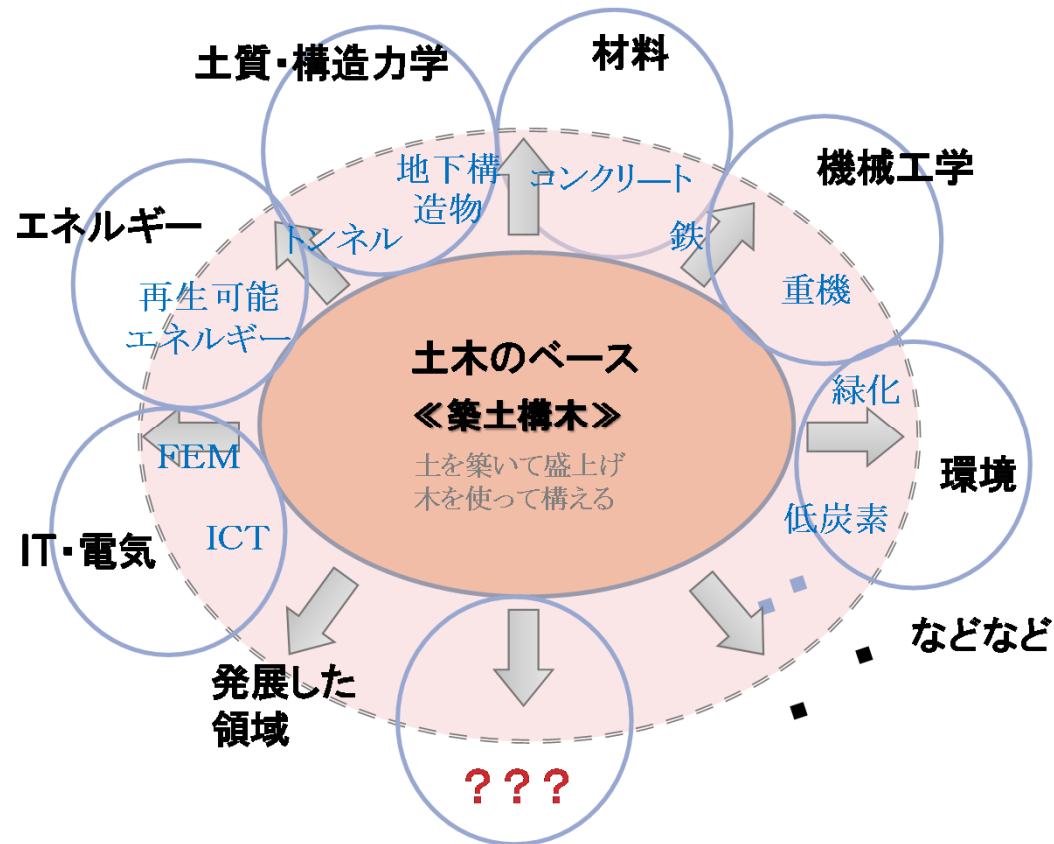 土質・構造力学
材料
機械工学
エネルギー
地下構
造物
コンクリート
トンネル
鉄
重機
再生可能
エネルギー
土木のベース
≪築土構木≫
土を築いて盛上げ
木を使って構える
緑化
環境
低炭素
FEM
ICT
IT・電気
などなど
発展した
領域
???